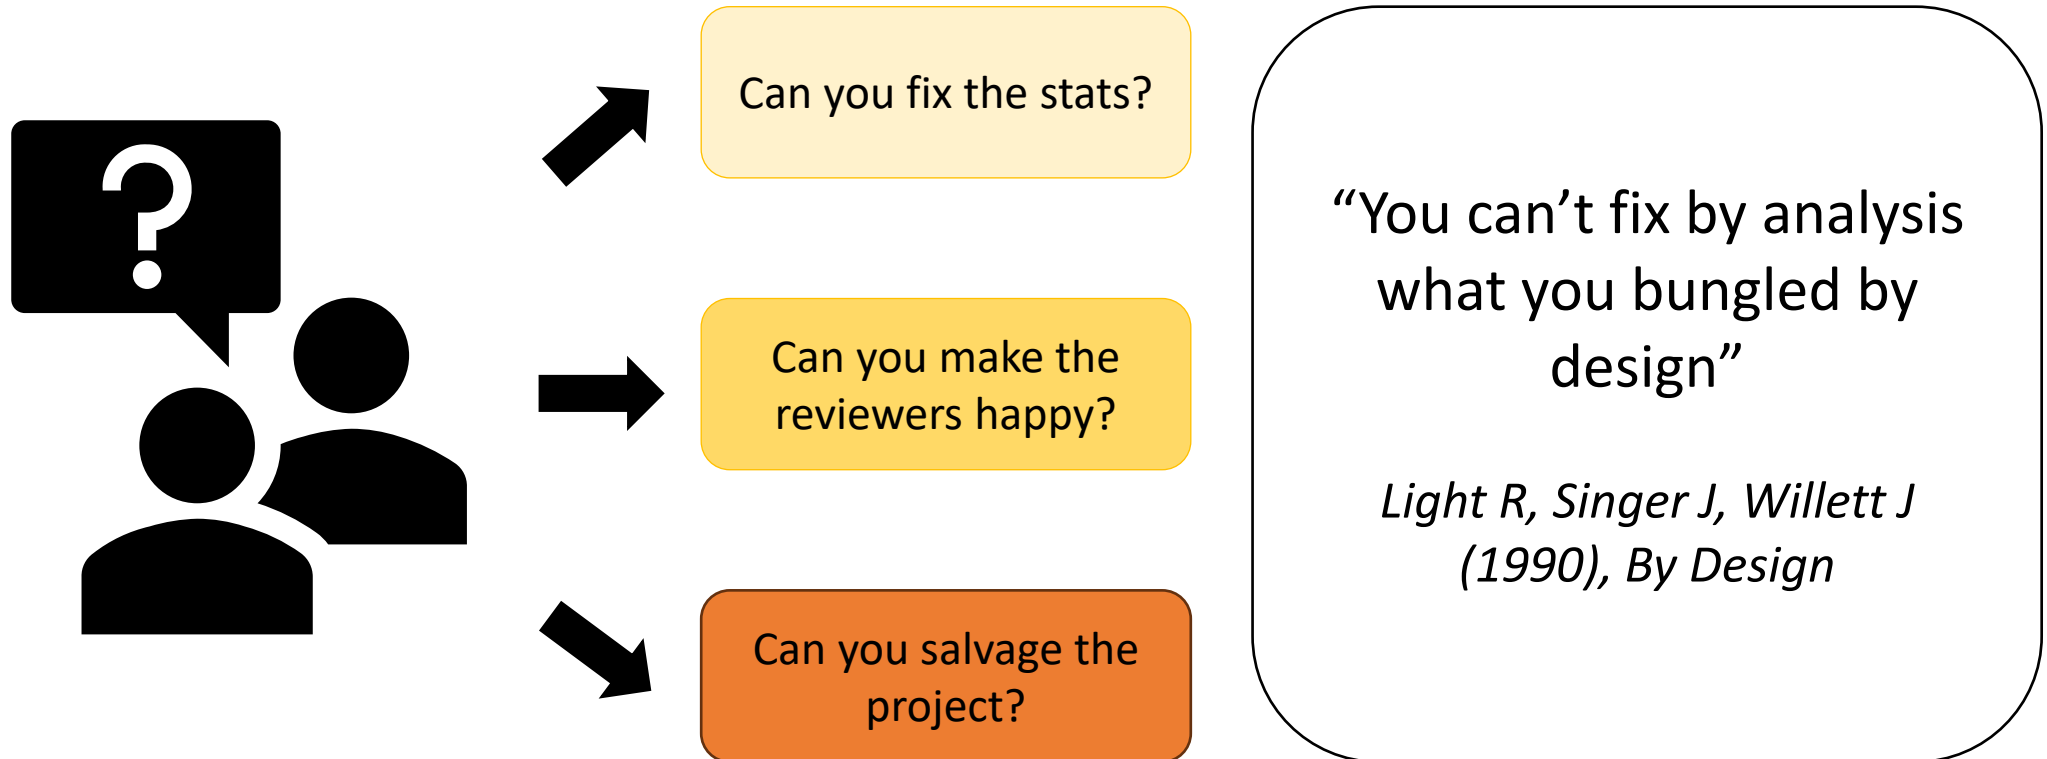 ?
Can you fix the stats?
Can you make the
reviewers happy?
Can you salvage the
project?
“You can’t fix by analysis
what you bungled by
design”
Light R, Singer J, Willett J
(1990), By Design